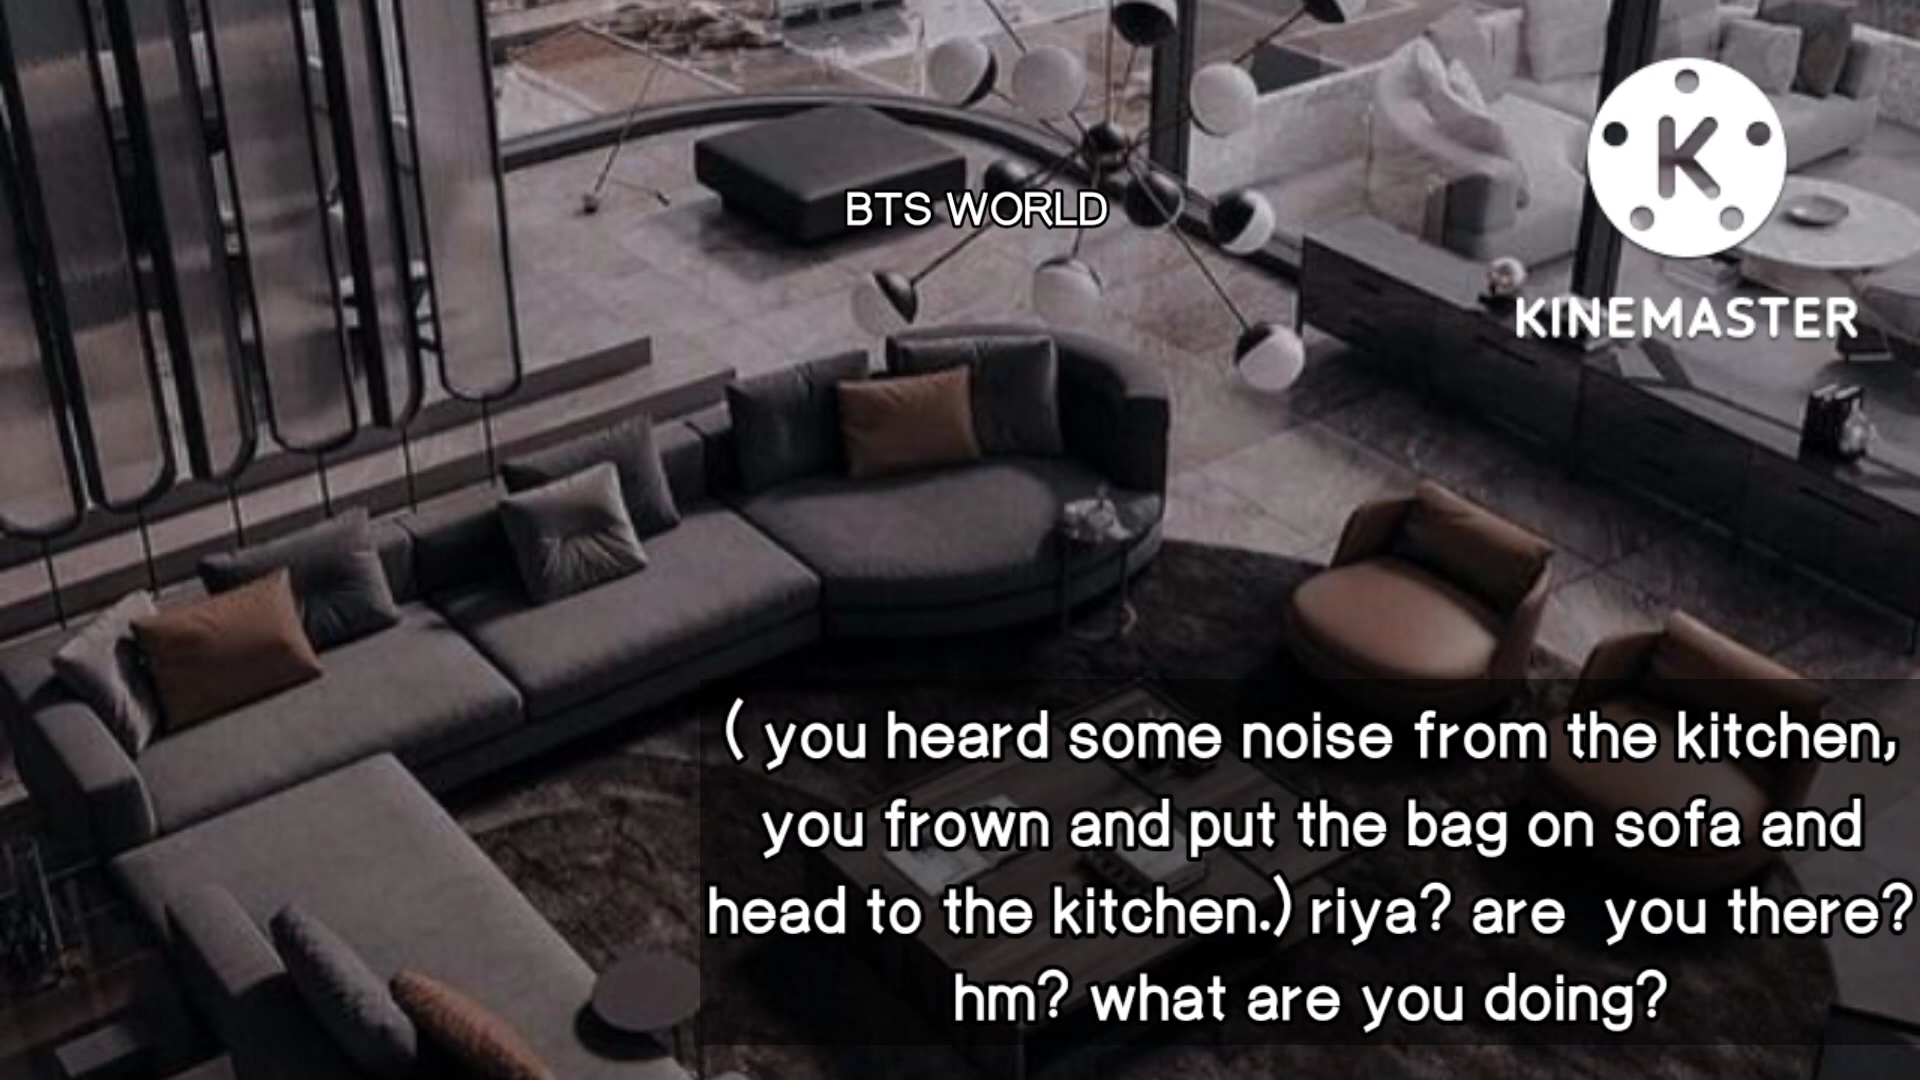 BTS WORLD
K
KINEMASTER
( you heard some noise from the kitchen,
you frown and put the bag on sofa and
head to the kitchen.) riya? are  you there?
hm? what are you doing?